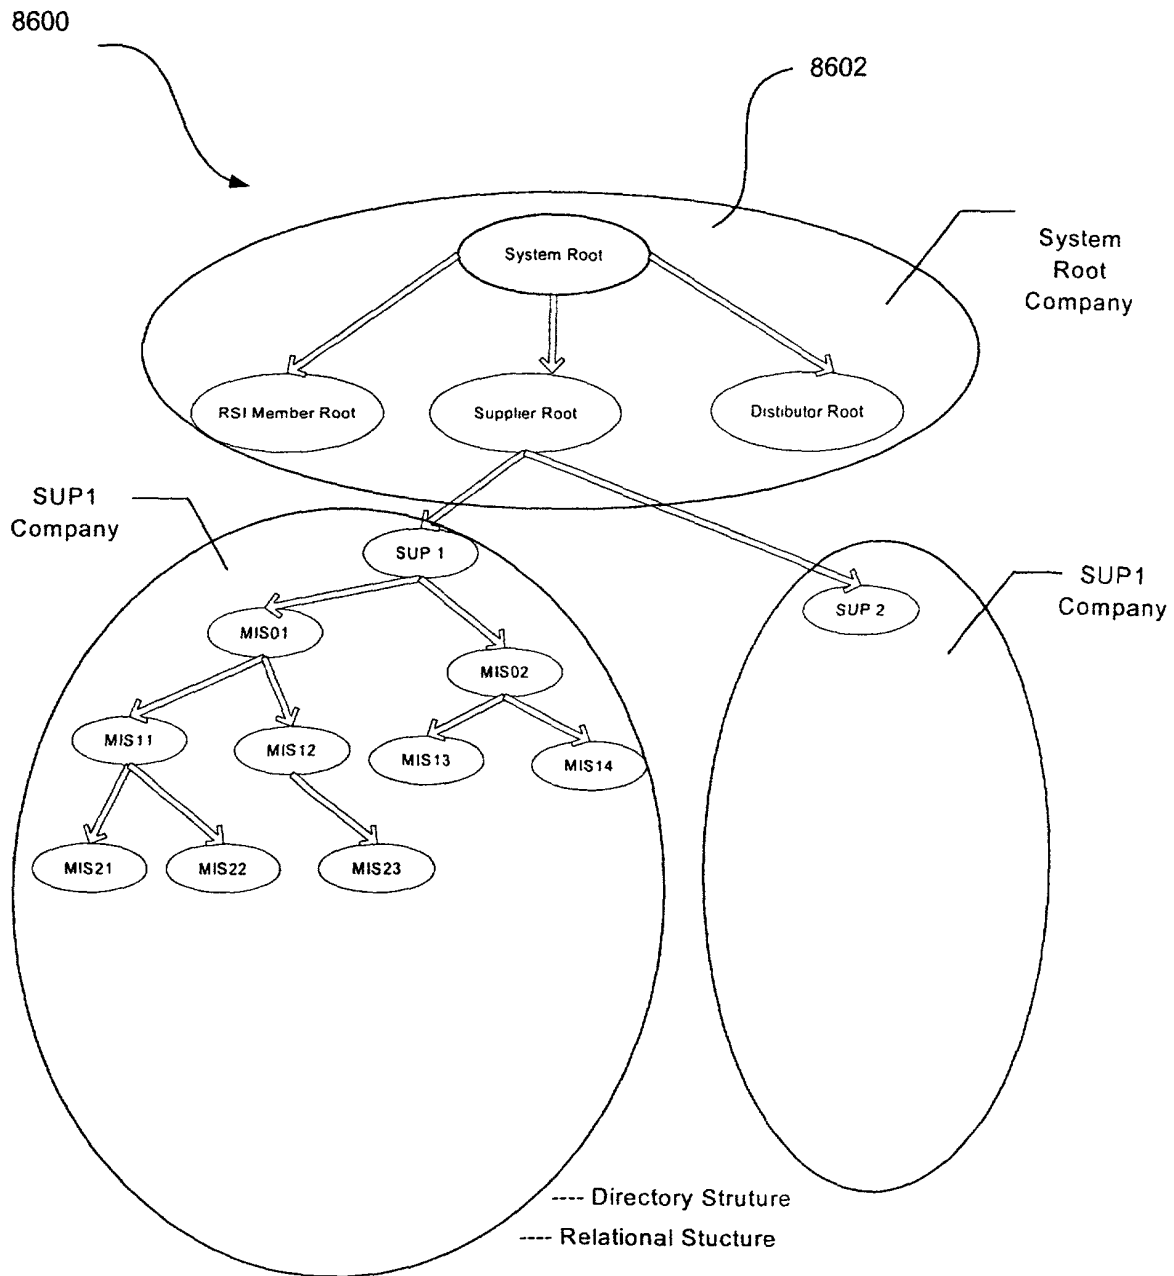 8600
8602
System Root
System
Root
Company
RSI Member Root
Supplier Root
Distibutor Root
SUP1
Company
SUP 1
SUP1
Company
SUP 2
MIS01
MIS02
MIS11
MIS12
MIS13
MIS14
MIS21
MIS22
MIS23
---- Directory Struture
---- Relational Stucture